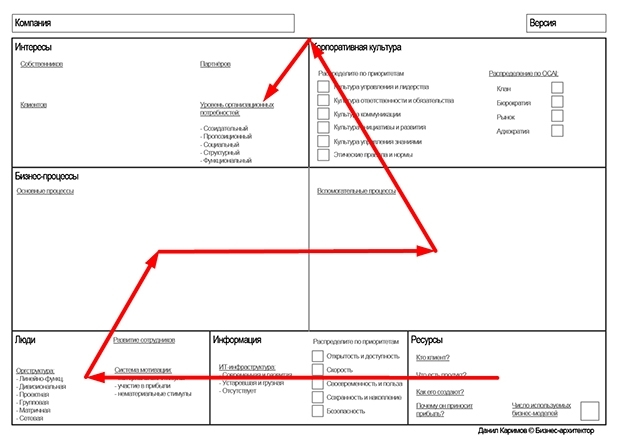 Компания
Версия
Интересы
Собственников
Партнёров
Клиентов
Уровень организационных
потребностей:
- Созидательный
- Пропозиционный
- Социальный
- Структурный
- Функциональный
Корпоративная культура
Распределите по приоритетам
Культура управления и лидерства
Культура ответственности и обязательства
Культура коммуникации
Культура инициативы и развития
Культура управления знаниями
Этические правила и нормы
Распределение по OCAI:
Клан
Бюрократия
Рынок
Адхократия
Бизнес-процессы
Основные процессы
Вспомогательные процессы
Люди
Развитие сотрудников
Оргструктура:
- Линейно-функц.
- Дивизиональная
- Проектная
- Групповая
- Матричная
- Сетевая
Система мотивации:
- участие в прибыли
- нематериальные стимулы
Информация
ИТ-инфраструктура:
- Современная и развитая
- Устаревшая и грузная
- Отсутствует
Распределите по приоритетам
Открытость и доступность
Скорость
Своевременность и польза
Сохранность и накопление
Безопасность
Ресурсы
Кто клиент?
Что есть продукт?
Как его создают?
Почему он приносит
прибыль?
Число используемых
бизнес-моделей
Данил Каримов © Бизнес-архитектор